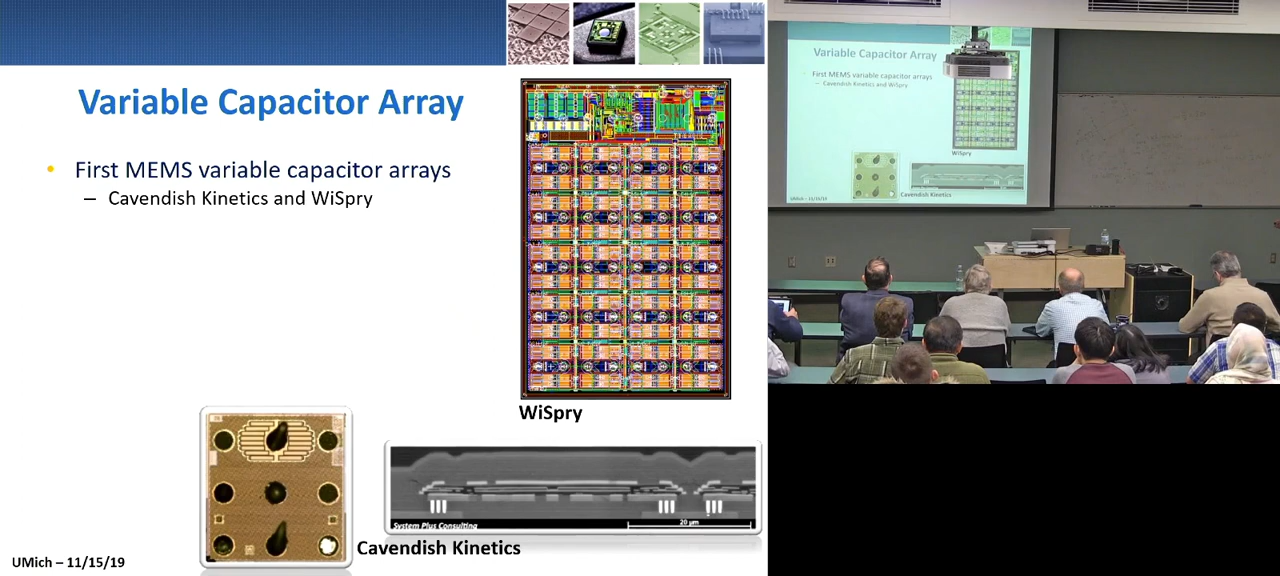 Variable Capacitor Array
• First MEMS variable capacitor arrays
– Cavendish Kinetics and WiSpry
WiSpry
System Plus Consulting
20 µm
Cavendish Kinetics
UMich – 11/15/19
Variable Capacitor Array
First MEMS variable capacitor arrays
– Cavendish Kinetics and WiSpry
WiSpry
Cavendish Kinetics
UMich – 11/15/19